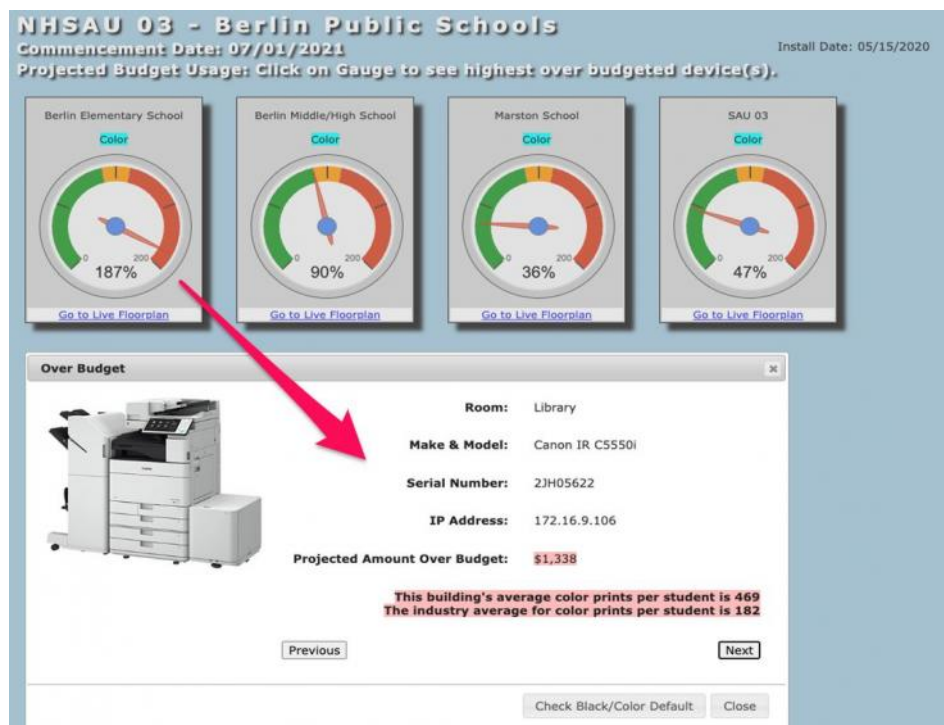 NHSAU 03 - Berlin Public Schools
Commencement Date: 07/01/2021
Install Date: 05/15/2020
Projected Budget Usage: Click on Gauge to see highest over budgeted device(s).
Berlin Elementary School
Color
0 200
187%
Go to Live Floorplan
Berlin Middle/High School
Color
0 200
90%
Go to Live Floorplan
Marston School
Color
0 200
36%
Go to Live Floorplan
SAU 03
Color
0 200
47%
Go to Live Floorplan
Over Budget
Room: Library
Make & Model: Canon IR C5550i
Serial Number: 2JH05622
IP Address: 172.16.9.106
Projected Amount Over Budget: $1,338
This building's average color prints per student is 469
The industry average for color prints per student is 182
Previous
Next
Check Black/Color Default
Close